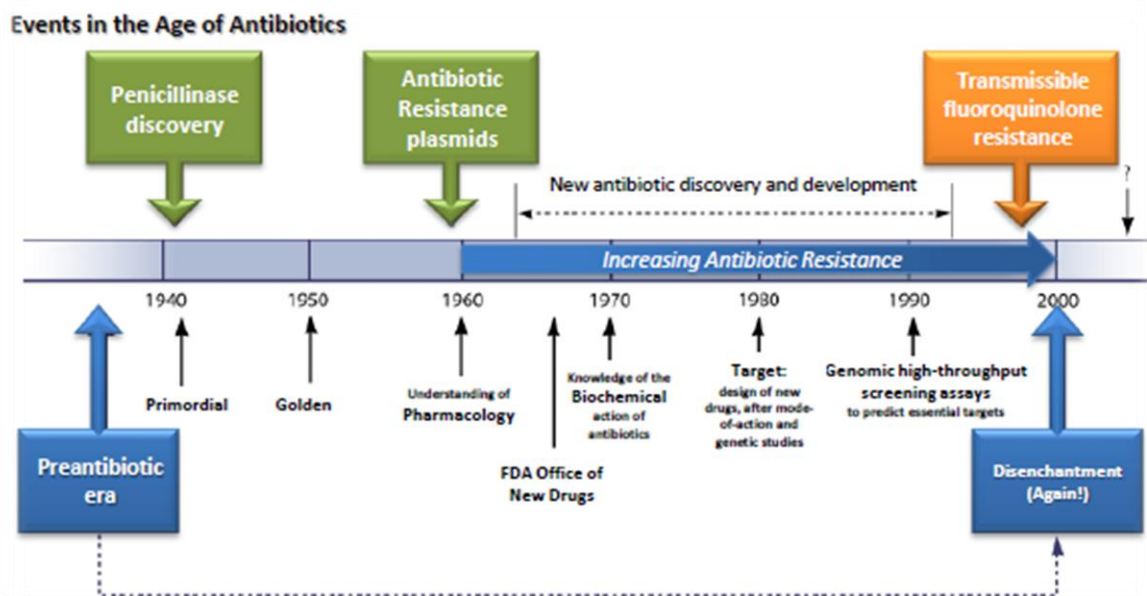 Events in the Age of Antibiotics
Penicillinase
discovery
Antibiotic
Resistance
plasmids
Transmissible
fluoroquinolone
resistance
New antibiotic discovery and development
?
Increasing Antibiotic Resistance
1940
1950
1960
1970
1980
1990
2000
Primordial
Golden
Understanding of
Pharmacology
FDA Office of
New Drugs
Knowledge of the
Biochemical
action of
antibiotics
Target:
design of new
drugs, after mode-
of-action and
genetic studies
Genomic high-throughput
screening assays
to predict essential targets
Preantibiotic
era
Disenchantment
(Again!)